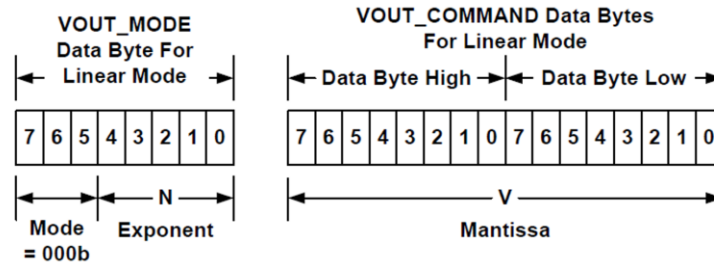 VOUT_MODE
Data Byte For
Linear Mode
VOUT_COMMAND Data Bytes
For Linear Mode
Data Byte High
Data Byte Low
7 6 5 4 3 2 1 0
7 6 5 4 3 2 1 0 7 6 5 4 3 2 1 0
N
Mode
= 000b
Exponent
V
Mantissa